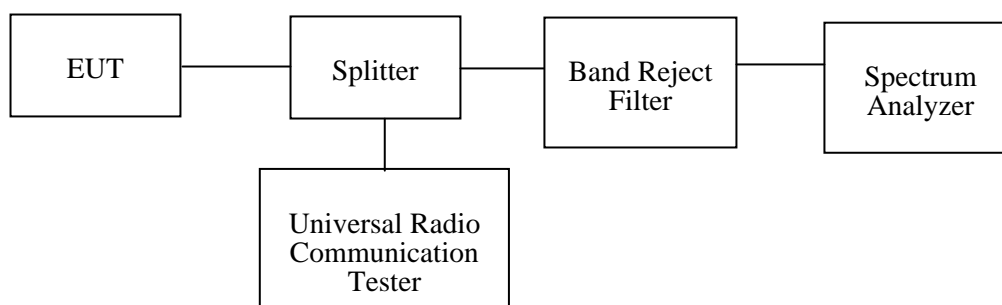 EUT
Splitter
Band Reject
Filter
Spectrum
Analyzer
Universal Radio
Communication
Tester